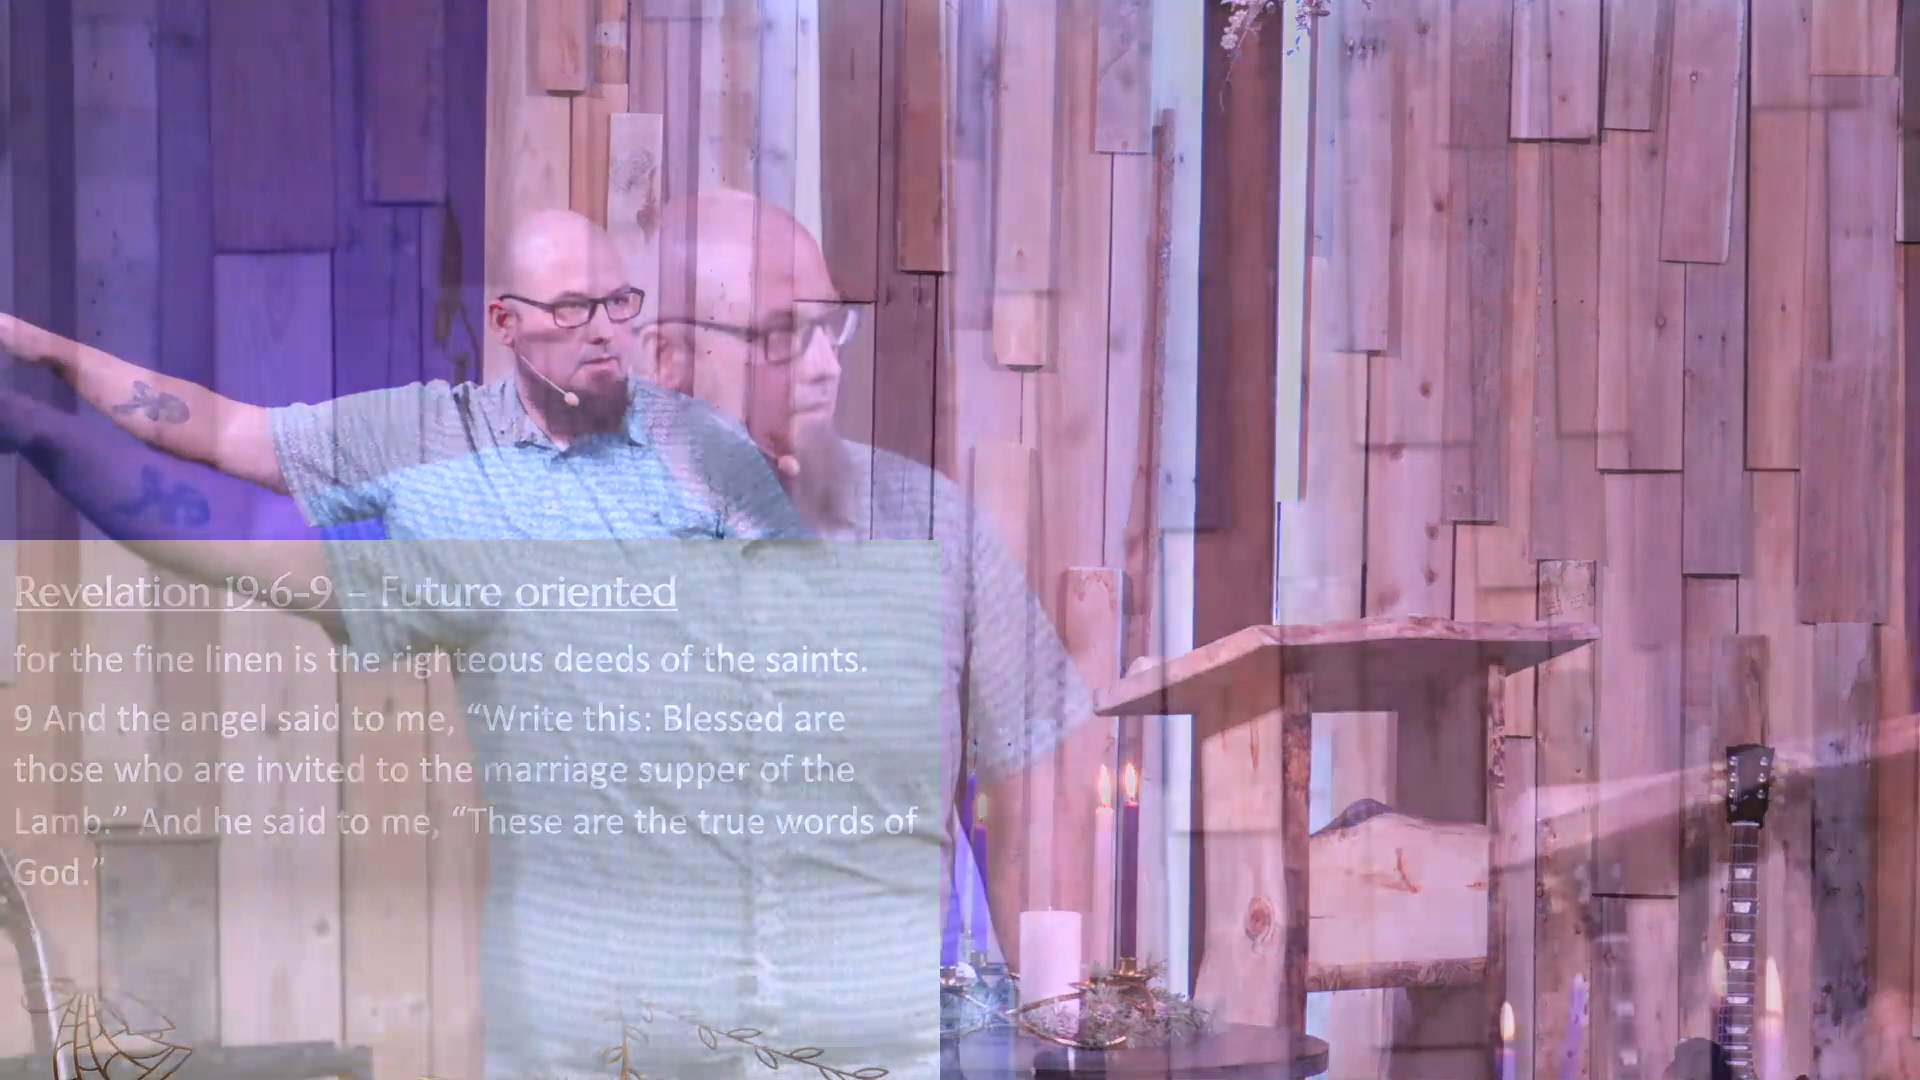 Revelation 19:6-9 – Future oriented
for the fine linen is the righteous deeds of the saints.
9 And the angel said to me, “Write this: Blessed are
those who are invited to the marriage supper of the
Lamb.” And he said to me, “These are the true words of
God.”